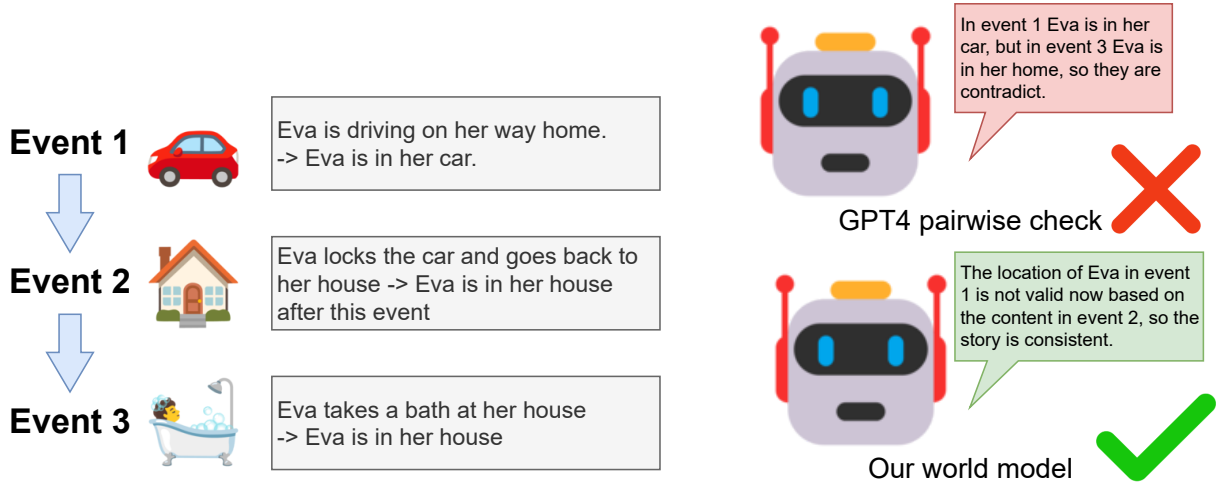 Event 1
Eva is driving on her way home.
-> Eva is in her car.
Event 2
Eva locks the car and goes back to
her house -> Eva is in her house
after this event
Event 3
Eva takes a bath at her house
-> Eva is in her house
In event 1 Eva is in her
car, but in event 3 Eva is
in her home, so they are
contradict.
GPT4 pairwise check
The location of Eva in event
1 is not valid now based on
the content in event 2, so the
story is consistent.
Our world model